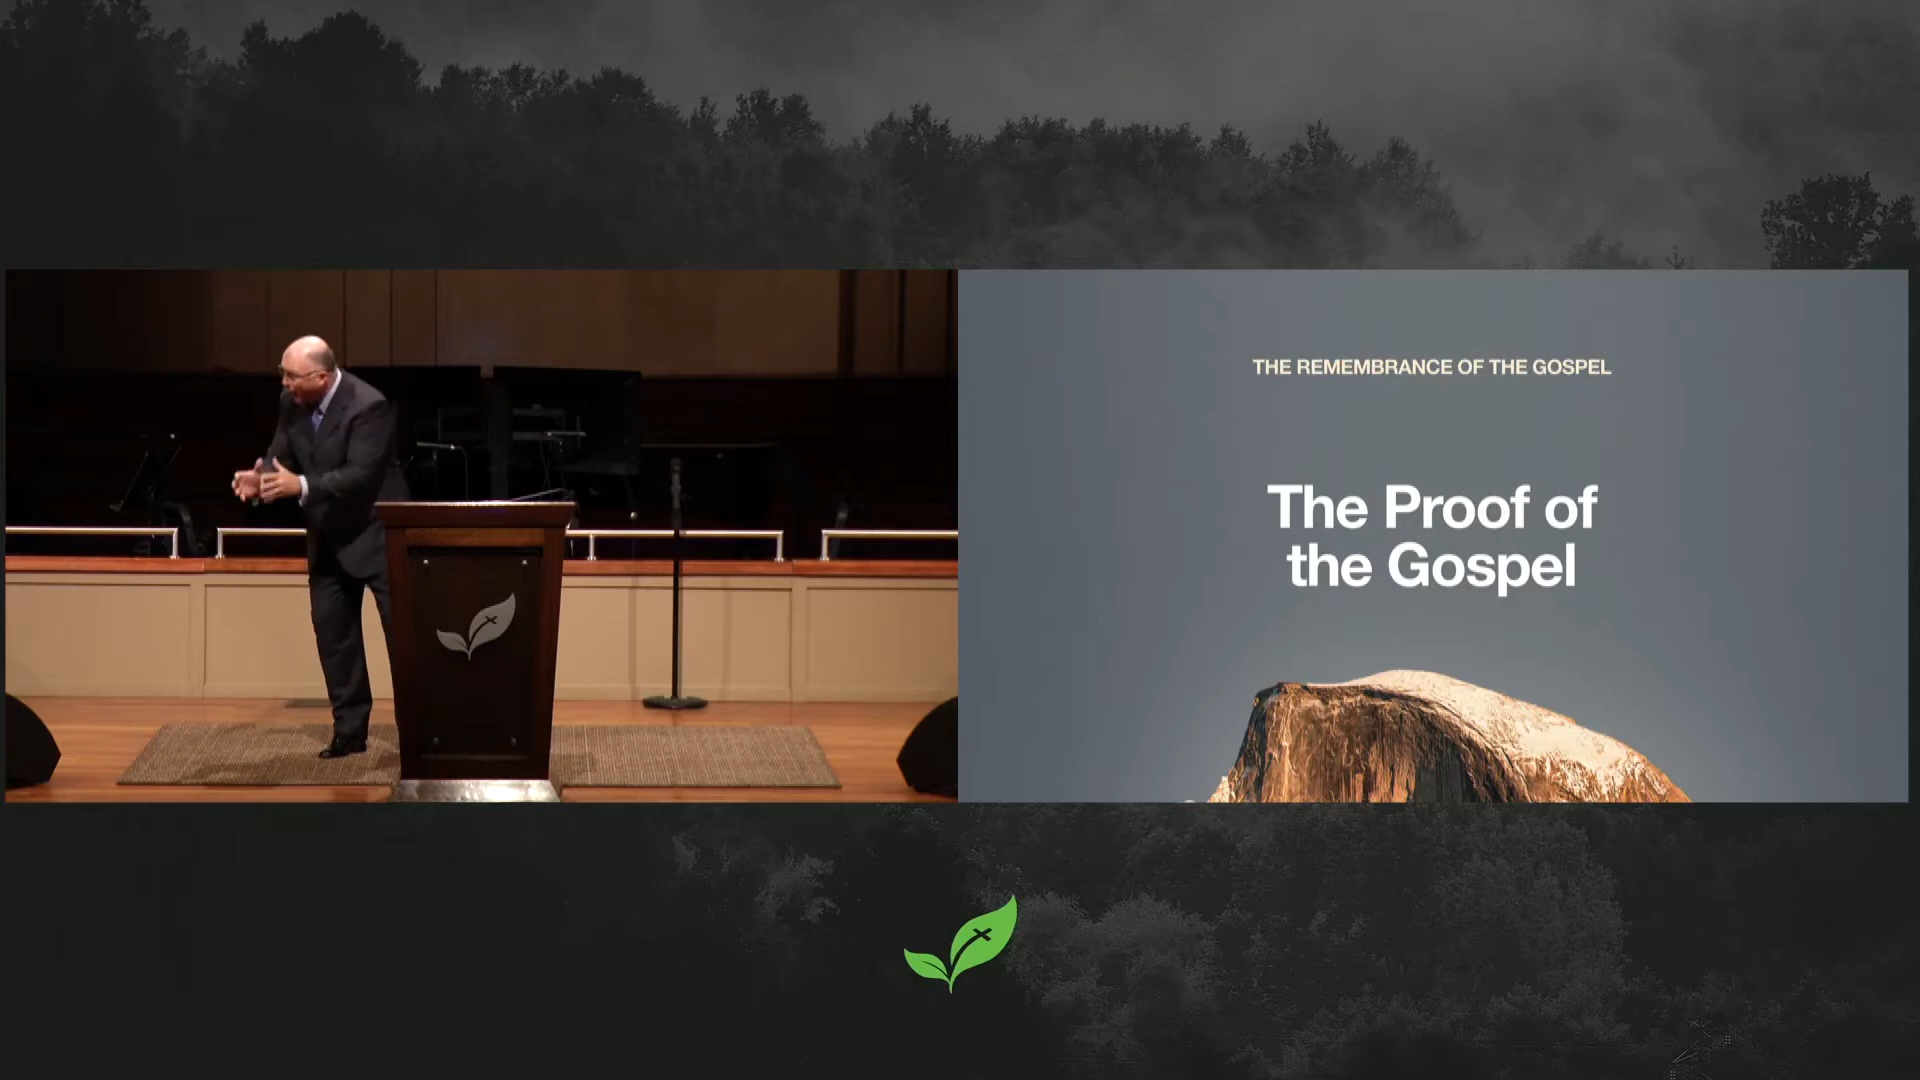 THE REMEMBRANCE OF THE GOSPEL
The Proof of
the Gospel